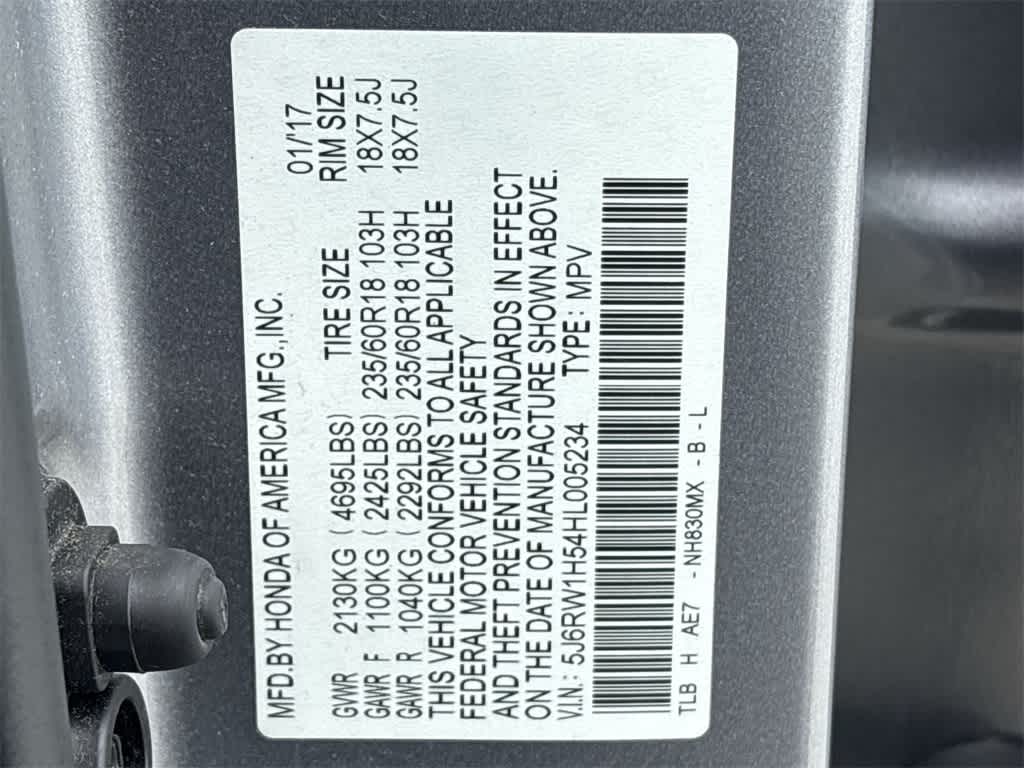 MFD.BY HONDA OF AMERICA MFG.,INC. 01/'17
GWR 2130KG ( 4695LBS) TIRE SIZE RIM SIZE
GAWR F 1100KG ( 2425LBS) 235/60R18 103H 18X7.5J
GAWR R 1040KG ( 2292LBS) 235/60R18 103H 18X7.5J
THIS VEHICLE CONFORMS TO ALL APPLICABLE
FEDERAL MOTOR VEHICLE SAFETY
AND THEFT PREVENTION STANDARDS IN EFFECT
ON THE DATE OF MANUFACTURE SHOWN ABOVE.
V.I.N.: 5J6RW1H54HL005234 TYPE: MPV
TLB H AE7 - NH830MX - B - L